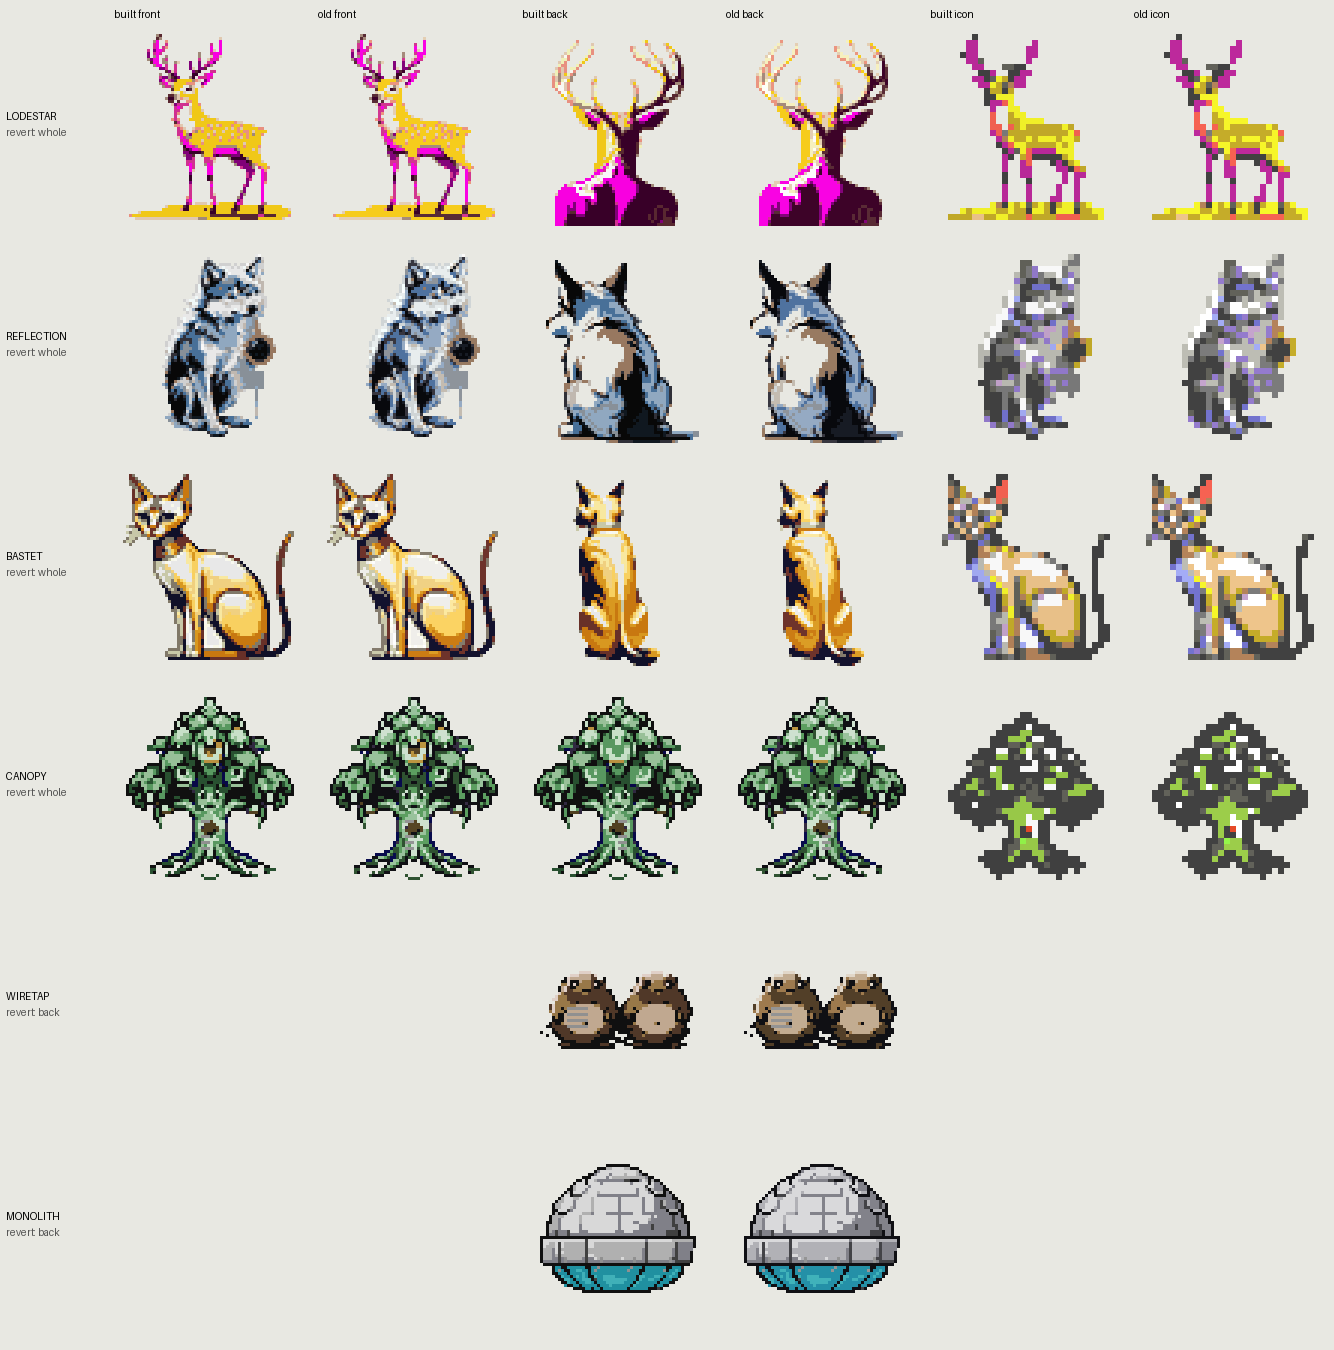 built front old front built back old back built icon old icon
LODESTAR
revert whole
REFLECTION
revert whole
BASTET
revert whole
CANOPY
revert whole
WIRETAP
revert back
MONOLITH
revert back